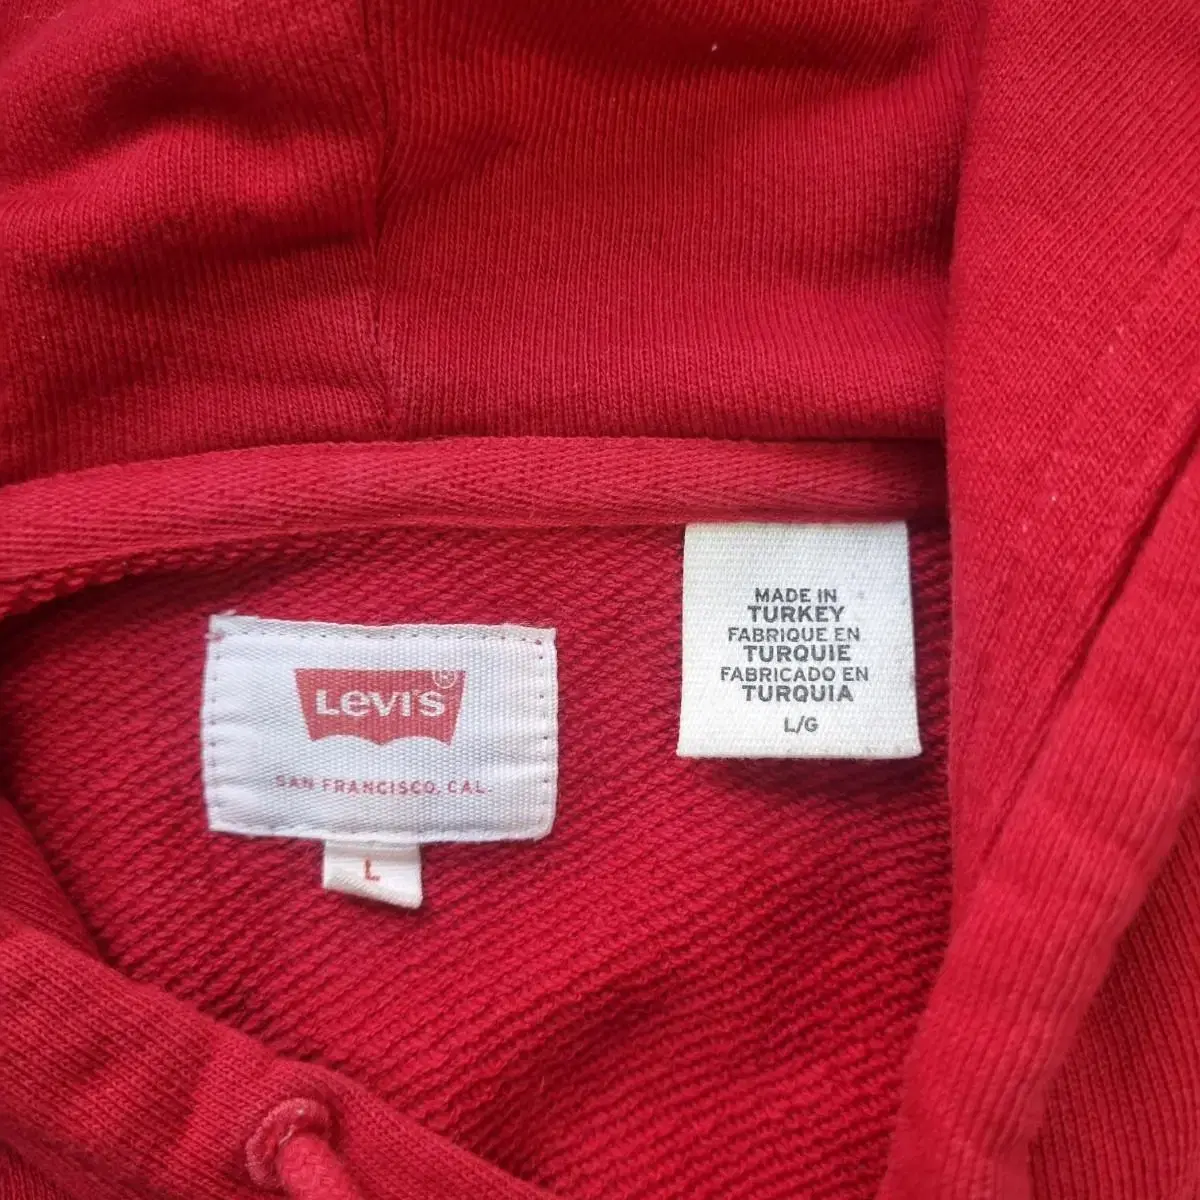 Levi's®
SAN FRANCISCO, CAL.
L
MADE IN
TURKEY
FABRIQUE EN
TURQUIE
FABRICADO EN
TURQUIA
L/G